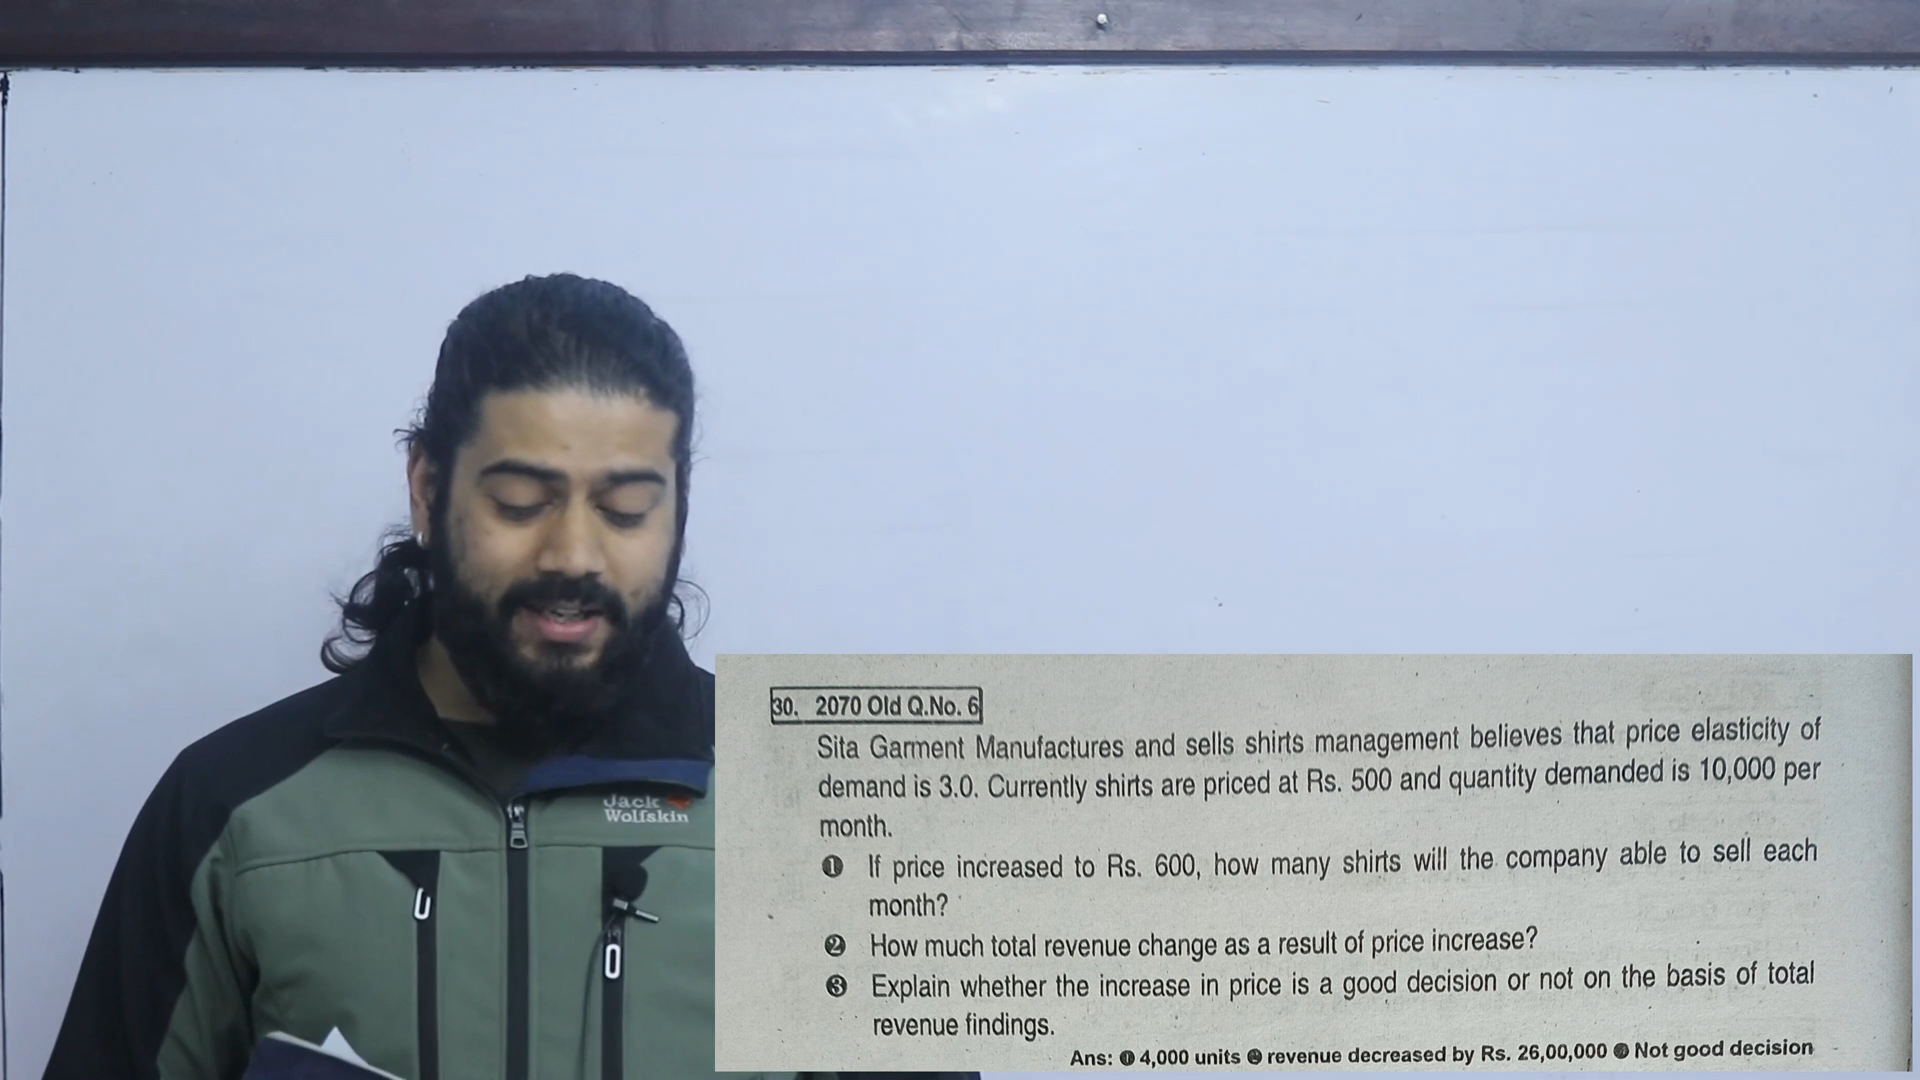 Jack
Wolfskin
30. 2070 Old Q.No. 6
Sita Garment Manufactures and sells shirts management believes that price elasticity of
demand is 3.0. Currently shirts are priced at Rs. 500 and quantity demanded is 10,000 per
month.
❶ If price increased to Rs. 600, how many shirts will the company able to sell each
month?
❷ How much total revenue change as a result of price increase?
❸ Explain whether the increase in price is a good decision or not on the basis of total
revenue findings.
Ans: ❶ 4,000 units ❷ revenue decreased by Rs. 26,00,000 ❸ Not good decision